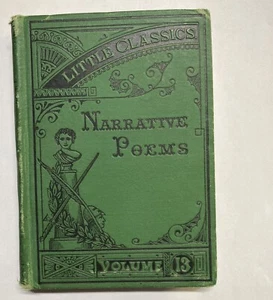 LITTLE CLASSICS
NARRATIVE
POEMS
VOLUME 13